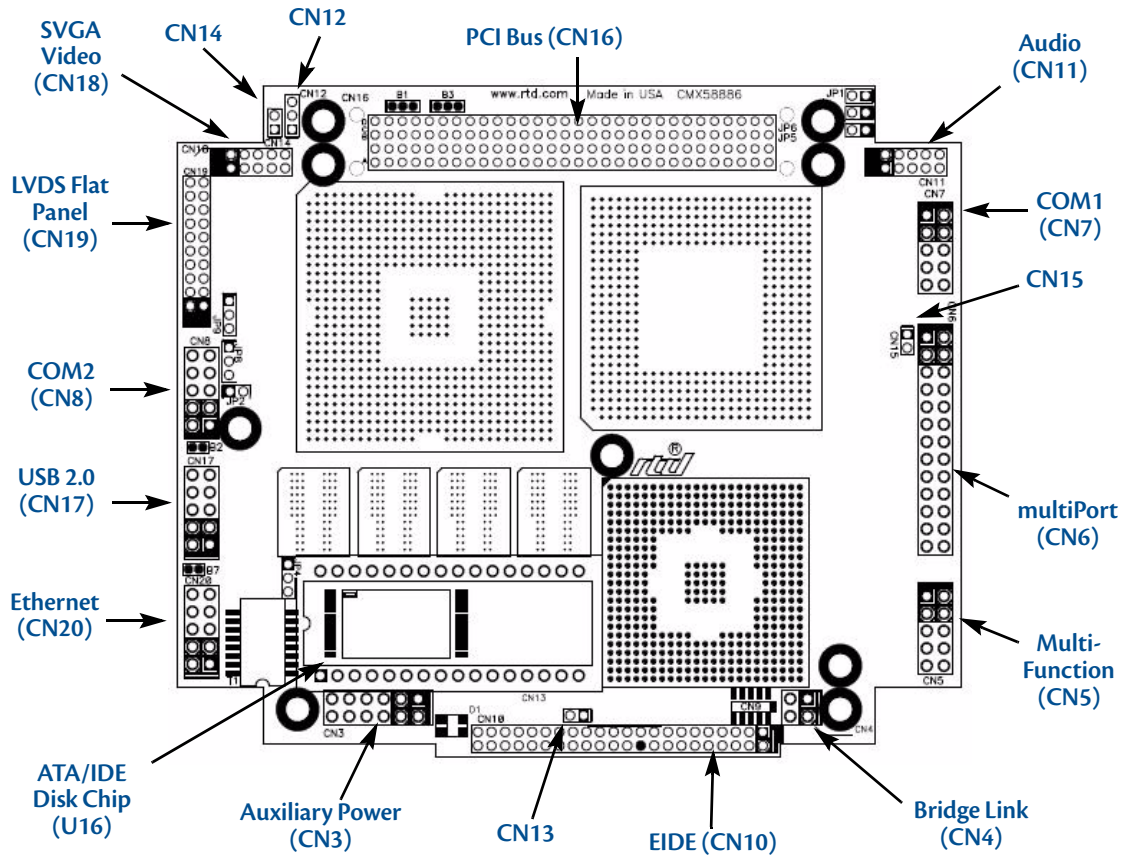 SVGA
Video
(CN18)
CN14
CN12
PCI Bus (CN16)
Audio
(CN11)
CN12
CN16
B1
B3
www.rtd.com
Made in USA
CMX58886
JP1
JP6
JP5
CN14
CN18
CN19
CN11
CN7
LVDS Flat
Panel
(CN19)
COM1
(CN7)
CN15
JP9
CN6
CN15
CN8
JP8
JP2
COM2
(CN8)
B2
CN17
rtd
®
USB 2.0
(CN17)
multiPort
(CN6)
B7
CN20
JP4
Ethernet
(CN20)
T1
Multi-
Function
(CN5)
CN5
CN13
CN9
D1
CN10
CN3
CN4
ATA/IDE
Disk Chip
(U16)
Auxiliary Power
(CN3)
CN13
EIDE (CN10)
Bridge Link
(CN4)